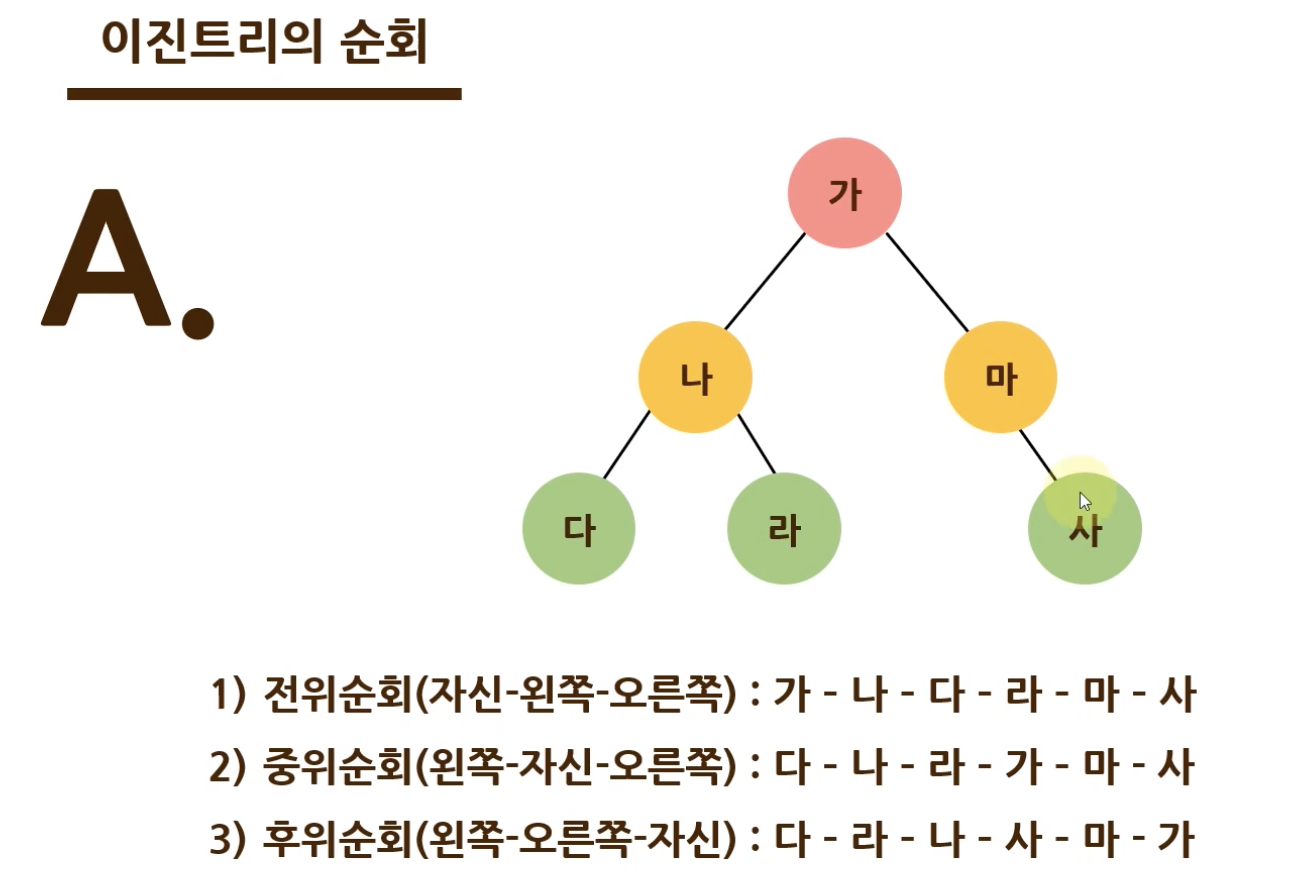 이진트리의 순회
A.
가
나
마
다
라
사
1) 전위순회(자신-왼쪽-오른쪽) : 가 - 나 - 다 - 라 - 마 - 사
2) 중위순회(왼쪽-자신-오른쪽) : 다 - 나 - 라 - 가 - 마 - 사
3) 후위순회(왼쪽-오른쪽-자신) : 다 - 라 - 나 - 사 - 마 - 가